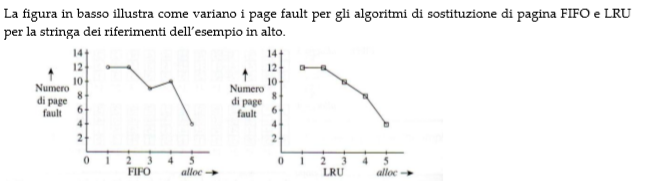 La figura in basso illustra come variano i page fault per gli algoritmi di sostituzione di pagina FIFO e LRU
per la stringa dei riferimenti dell'esempio in alto.
14
12
10
8
6
4
2
Numero
di page
fault
0 1 2 3 4 5
FIFO alloc
14
12
10
8
6
4
2
Numero
di page
fault
0 1 2 3 4 5
LRU alloc